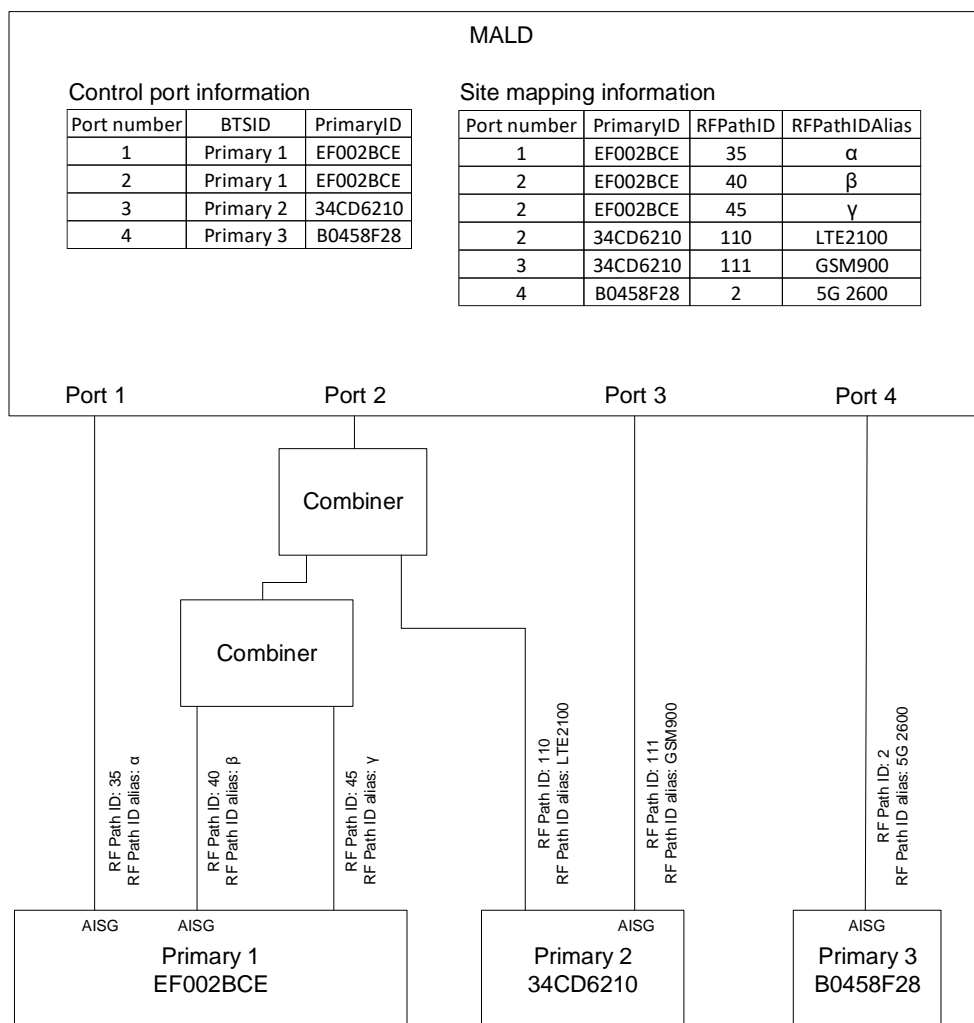 MALD
Control port information
Port number BTSID PrimaryID
1 Primary 1 EF002BCE
2 Primary 1 EF002BCE
3 Primary 2 34CD6210
4 Primary 3 B0458F28
Site mapping information
Port number PrimaryID RFPathID RFPathIDAlias
1 EF002BCE 35 α
2 EF002BCE 40 β
2 EF002BCE 45 γ
2 34CD6210 110 LTE2100
3 34CD6210 111 GSM900
4 B0458F28 2 5G 2600
Port 1
Port 2
Port 3
Port 4
Combiner
Combiner
RF Path ID: 35
RF Path ID alias: α
RF Path ID: 40
RF Path ID alias: β
RF Path ID: 45
RF Path ID alias: γ
RF Path ID: 110
RF Path ID alias: LTE2100
RF Path ID: 111
RF Path ID alias: GSM900
RF Path ID: 2
RF Path ID alias: 5G 2600
AISG
AISG
Primary 1
EF002BCE
AISG
Primary 2
34CD6210
AISG
Primary 3
B0458F28